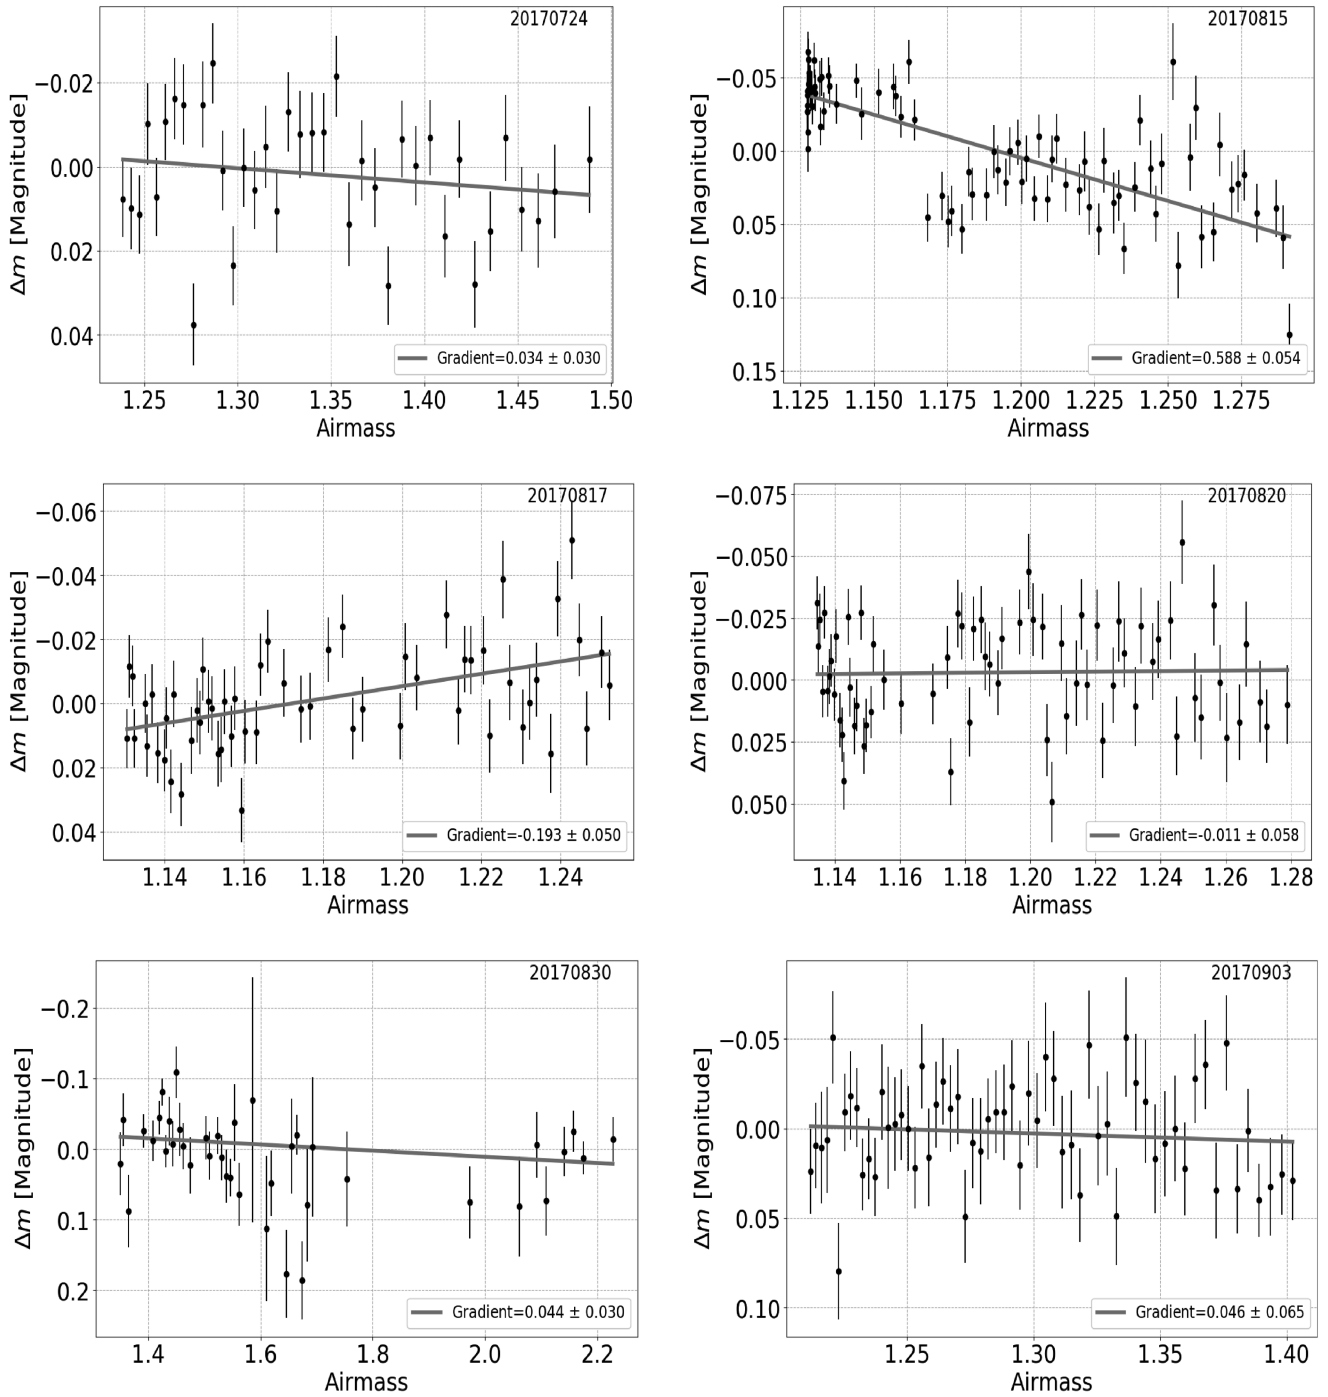 20170724
−0.02
0.00
0.02
0.04
Δm [Magnitude]
Gradient=0.034 ± 0.030
1.25 1.30 1.35 1.40 1.45 1.50
Airmass
20170815
−0.05
0.00
0.05
0.10
0.15
Δm [Magnitude]
Gradient=0.588 ± 0.054
1.125 1.150 1.175 1.200 1.225 1.250 1.275
Airmass
20170817
−0.06
−0.04
−0.02
0.00
0.02
0.04
Δm [Magnitude]
Gradient=-0.193 ± 0.050
1.14 1.16 1.18 1.20 1.22 1.24
Airmass
20170820
−0.075
−0.050
−0.025
0.000
0.025
0.050
Δm [Magnitude]
Gradient=-0.011 ± 0.058
1.14 1.16 1.18 1.20 1.22 1.24 1.26 1.28
Airmass
20170830
−0.2
−0.1
0.0
0.1
0.2
Δm [Magnitude]
Gradient=0.044 ± 0.030
1.4 1.6 1.8 2.0 2.2
Airmass
20170903
−0.05
0.00
0.05
0.10
Δm [Magnitude]
Gradient=0.046 ± 0.065
1.25 1.30 1.35 1.40
Airmass